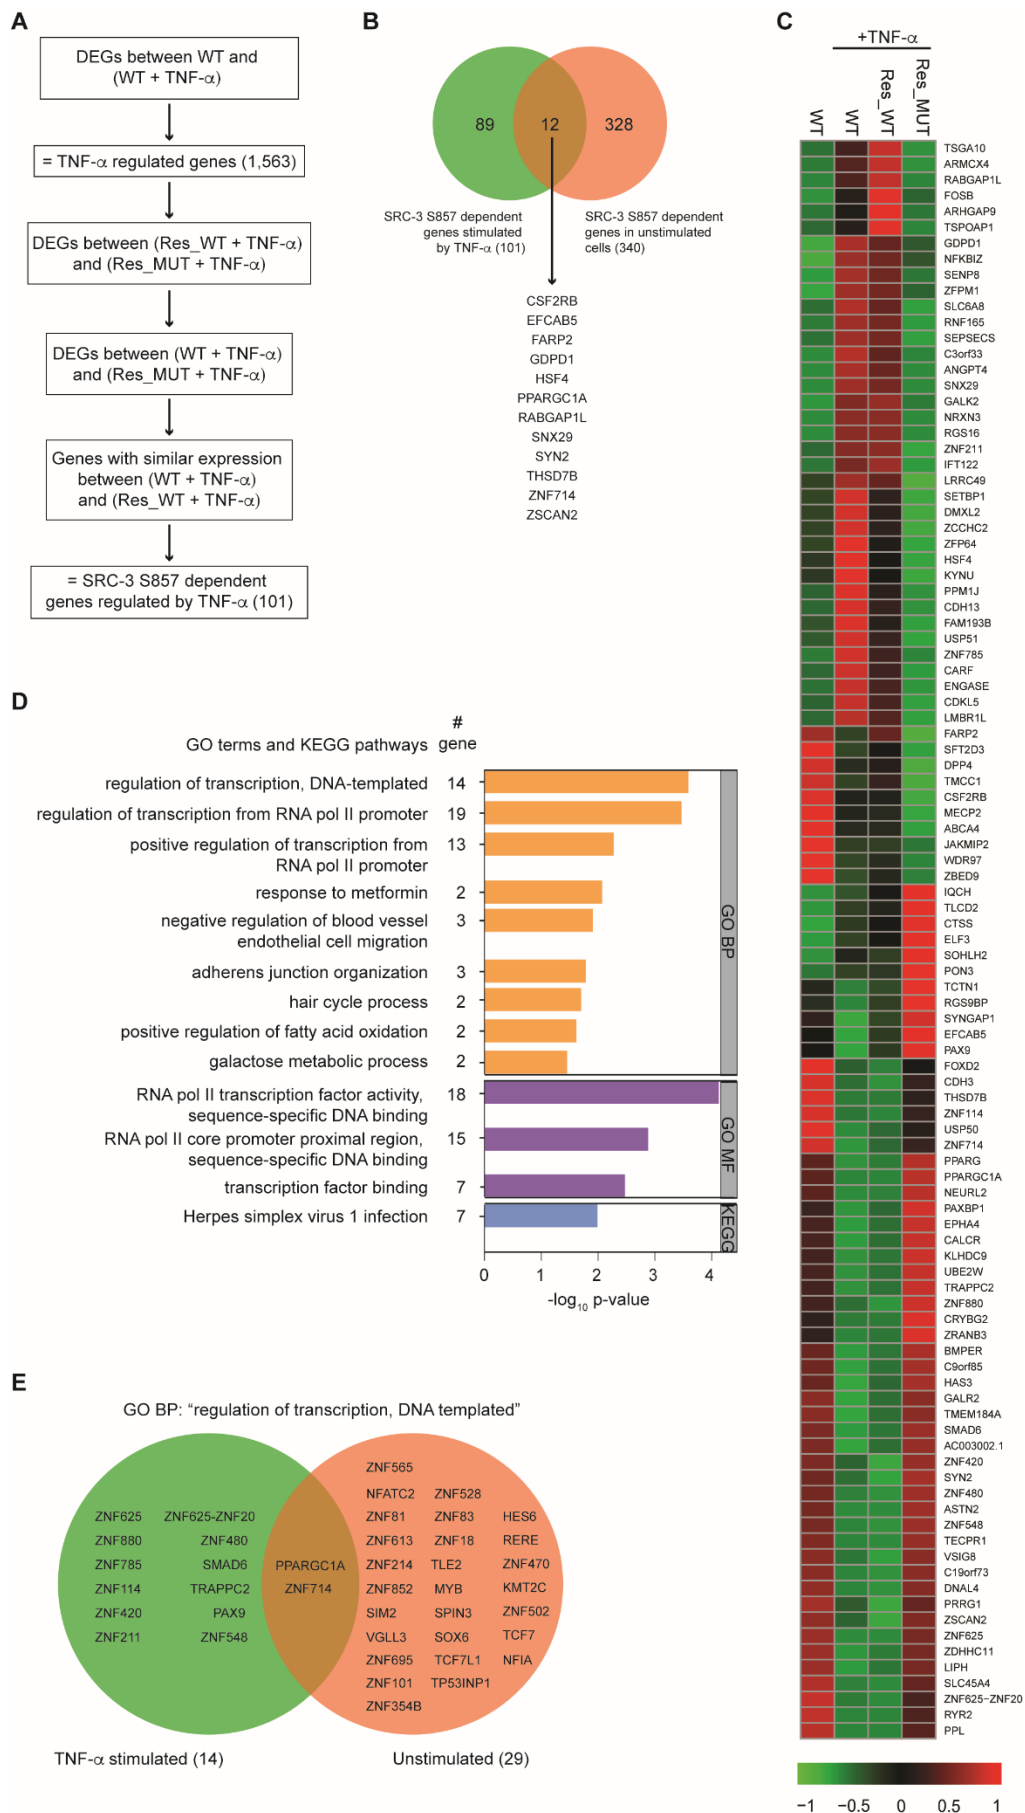 A
DEGs between WT and
(WT + TNF-α)
= TNF-α regulated genes (1,563)
DEGs between (Res_WT + TNF-α)
and (Res_MUT + TNF-α)
DEGs between (WT + TNF-α)
and (Res_MUT + TNF-α)
Genes with similar expression
between (WT + TNF-α)
and (Res_WT + TNF-α)
= SRC-3 S857 dependent
genes regulated by TNF-α (101)
B
89
12
328
SRC-3 S857 dependent
genes stimulated
by TNF-α (101)
SRC-3 S857 dependent
genes in unstimulated
cells (340)
CSF2RB
EFCAB5
FARP2
GDPD1
HSF4
PPARGC1A
RABGAP1L
SNX29
SYN2
THSD7B
ZNF714
ZSCAN2
C
+TNF-α
WT
WT
Res_WT
Res_MUT
TSGA10
ARMCX4
RABGAP1L
FOSB
ARHGAP9
TSPOAP1
GDPD1
NFKBIZ
SENP8
ZFPM1
SLC6A8
RNF165
SEPSECS
C3orf33
ANGPT4
SNX29
GALK2
NRXN3
RGS16
ZNF211
IFT122
LRRC49
SETBP1
DMXL2
ZCCHC2
ZFP64
HSF4
KYNU
PPM1J
CDH13
FAM193B
USP51
ZNF785
CARF
ENGASE
CDKL5
LMBR1L
FARP2
SFT2D3
DPP4
TMCC1
CSF2RB
MECP2
ABCA4
JAKMIP2
WDR97
ZBED9
IQCH
TLCD2
CTSS
ELF3
SOHLH2
PON3
TCTN1
RGS9BP
SYNGAP1
EFCAB5
PAX9
FOXD2
CDH3
THSD7B
ZNF114
USP50
ZNF714
PPARG
PPARGC1A
NEURL2
PAXBP1
EPHA4
CALCR
KLHDC9
UBE2W
TRAPPC2
ZNF880
CRYBG2
ZRANB3
BMPER
C9orf85
HAS3
GALR2
TMEM184A
SMAD6
AC003002.1
ZNF420
SYN2
ZNF480
ASTN2
ZNF548
TECPR1
VSIG8
C19orf73
DNAL4
PRRG1
ZSCAN2
ZNF625
ZDHHC11
LIPH
SLC45A4
ZNF625−ZNF20
RYR2
PPL
−1 −0.5 0 0.5 1
D
GO terms and KEGG pathways
#
gene
regulation of transcription, DNA-templated 14
regulation of transcription from RNA pol II promoter 19
positive regulation of transcription from 13
RNA pol II promoter
response to metformin 2
negative regulation of blood vessel 3
endothelial cell migration
adherens junction organization 3
hair cycle process 2
positive regulation of fatty acid oxidation 2
galactose metabolic process 2
GO BP
RNA pol II transcription factor activity, 18
sequence-specific DNA binding
RNA pol II core promoter proximal region, 15
sequence-specific DNA binding
transcription factor binding 7
GO MF
Herpes simplex virus 1 infection 7
KEGG
0 1 2 3 4
-log10 p-value
E
GO BP: “regulation of transcription, DNA templated”
ZNF625 ZNF625-ZNF20
ZNF880 ZNF480
ZNF785 SMAD6
ZNF114 TRAPPC2
ZNF420 PAX9
ZNF211 ZNF548
PPARGC1A
ZNF714
ZNF565
NFATC2 ZNF528
ZNF81 ZNF83 HES6
ZNF613 ZNF18 RERE
ZNF214 TLE2 ZNF470
ZNF852 MYB KMT2C
SIM2 SPIN3 ZNF502
VGLL3 SOX6 TCF7
ZNF695 TCF7L1 NFIA
ZNF101 TP53INP1
ZNF354B
TNF-α stimulated (14)
Unstimulated (29)